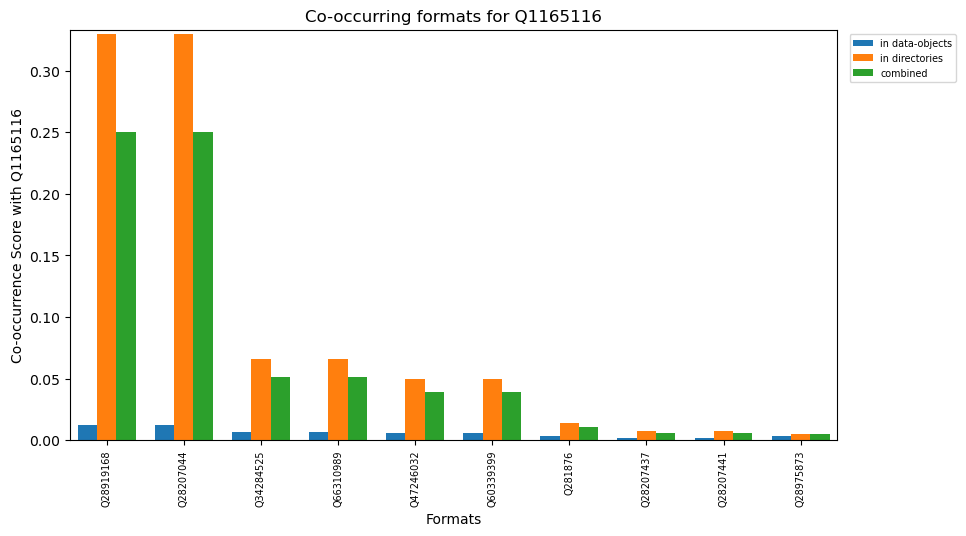 Co-occurring formats for Q1165116
in data-objects
in directories
combined
Co-occurrence Score with Q1165116
0.30
0.25
0.20
0.15
0.10
0.05
0.00
Q28919168
Q28207044
Q34284525
Q66310989
Q47246032
Q60339399
Q281876
Q28207437
Q28207441
Q28975873
Formats